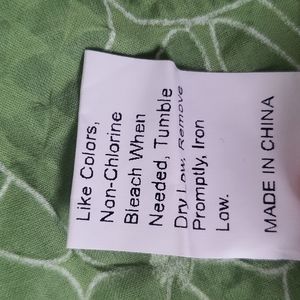 Like Colors,
Non-Chlorine
Bleach When
Needed, Tumble
Dry Low. Remove
Promptly, Iron
Low.
MADE IN CHINA